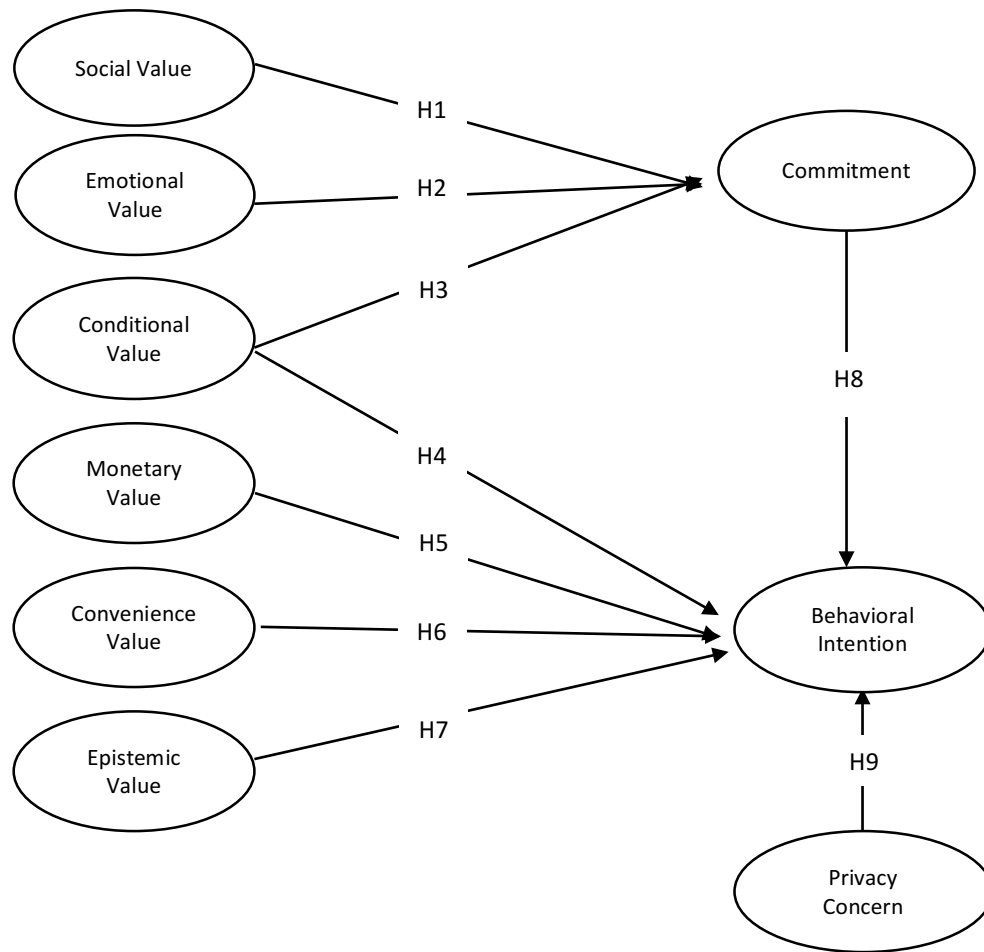 Social Value
H1
Emotional
Value
H2
Commitment
H3
Conditional
Value
H8
H4
Monetary
Value
H5
Convenience
Value
H6
Behavioral
Intention
H7
Epistemic
Value
H9
Privacy
Concern